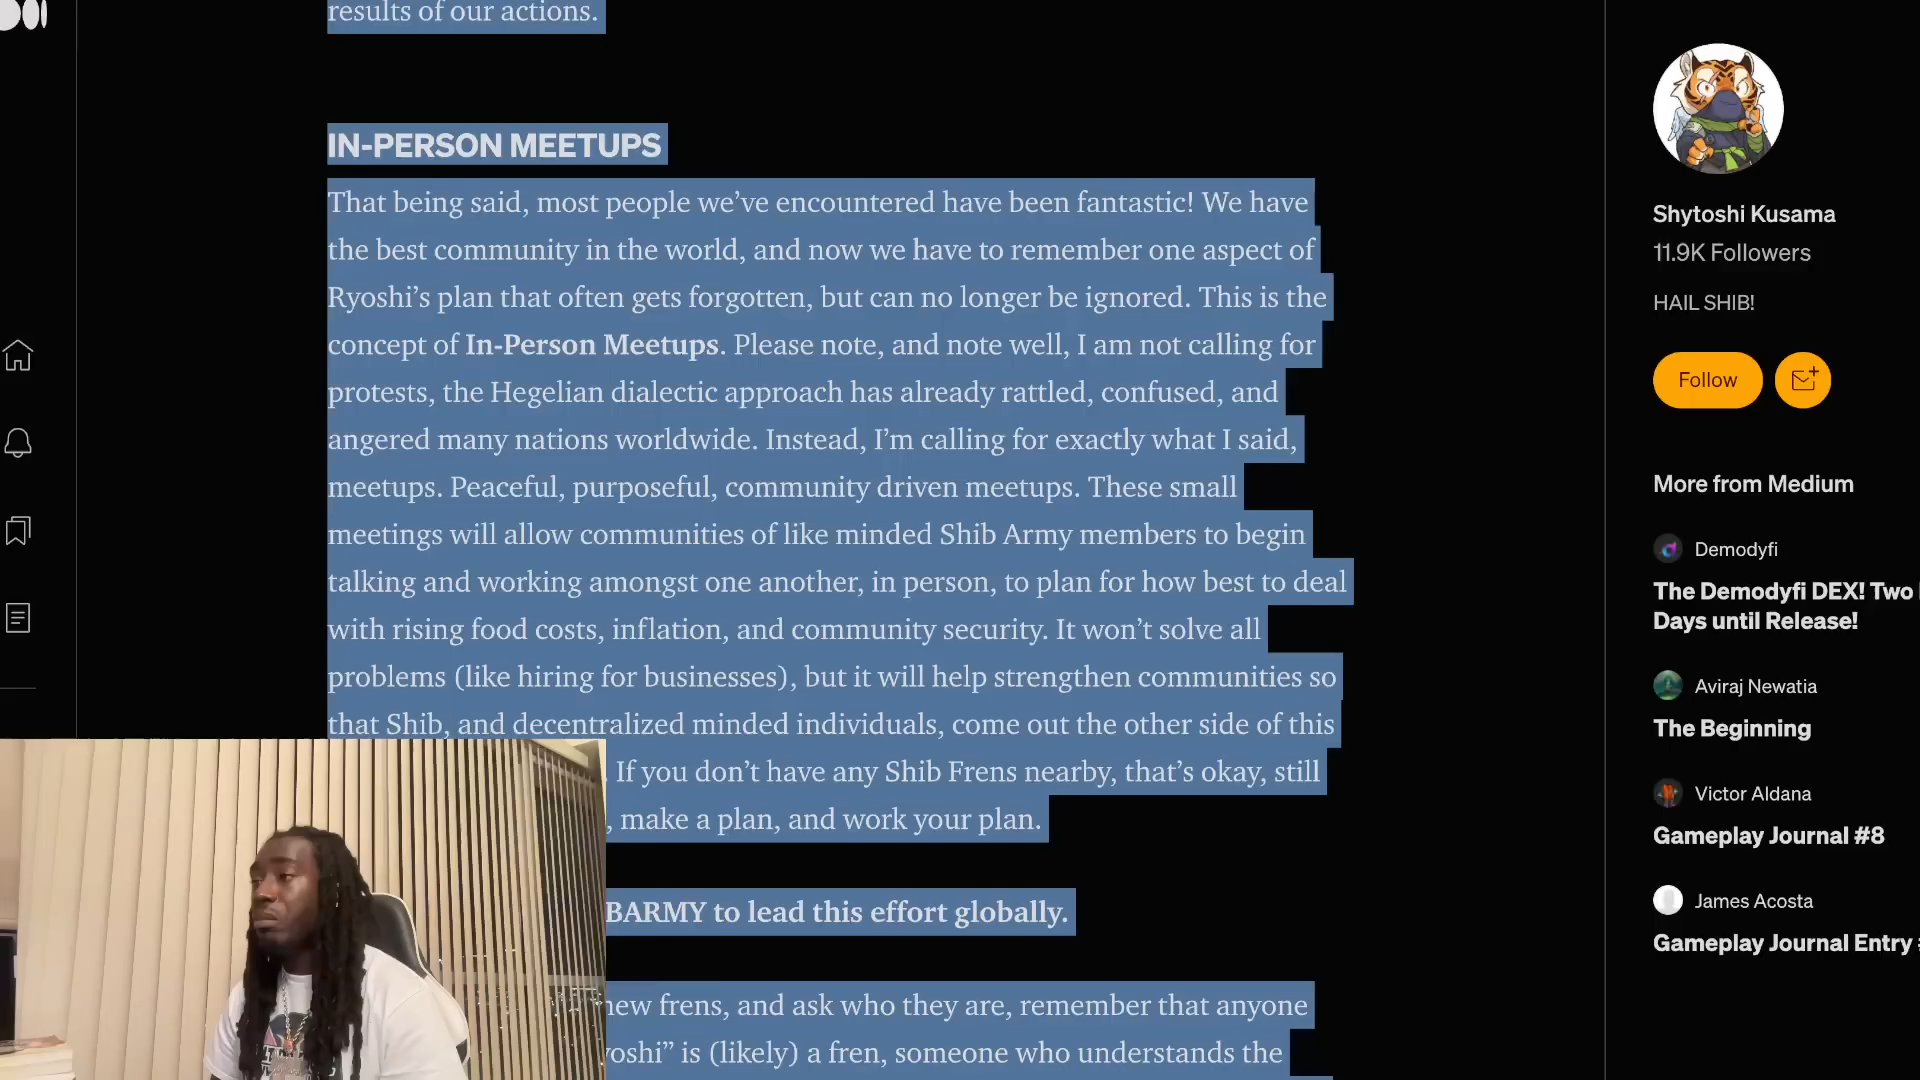 results of our actions.
IN-PERSON MEETUPS
That being said, most people we’ve encountered have been fantastic! We have
the best community in the world, and now we have to remember one aspect of
Ryoshi’s plan that often gets forgotten, but can no longer be ignored. This is the
concept of In-Person Meetups. Please note, and note well, I am not calling for
protests, the Hegelian dialectic approach has already rattled, confused, and
angered many nations worldwide. Instead, I’m calling for exactly what I said,
meetups. Peaceful, purposeful, community driven meetups. These small
meetings will allow communities of like minded Shib Army members to begin
talking and working amongst one another, in person, to plan for how best to deal
with rising food costs, inflation, and community security. It won’t solve all
problems (like hiring for businesses), but it will help strengthen communities so
that Shib, and decentralized minded individuals, come out the other side of this
. If you don’t have any Shib Frens nearby, that’s okay, still
, make a plan, and work your plan.
BARMY to lead this effort globally.
new frens, and ask who they are, remember that anyone
yoshi” is (likely) a fren, someone who understands the
Shytoshi Kusama
11.9K Followers
HAIL SHIB!
Follow
More from Medium
Demodyfi
The Demodyfi DEX! Two
Days until Release!
Aviraj Newatia
The Beginning
Victor Aldana
Gameplay Journal #8
James Acosta
Gameplay Journal Entry